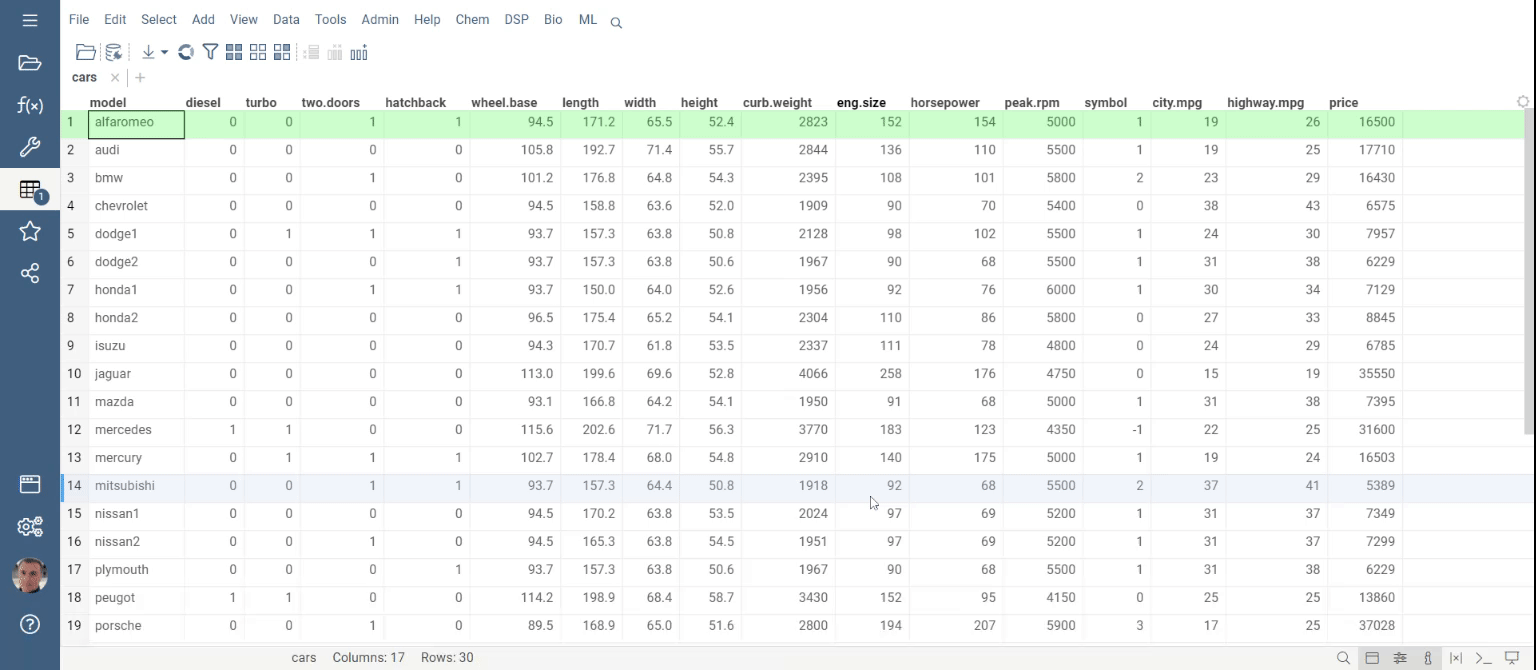 File Edit Select Add View Data Tools Admin Help Chem DSP Bio ML
cars
model diesel turbo two.doors hatchback wheel.base length width height curb.weight eng.size horsepower peak.rpm symbol city.mpg highway.mpg price
1 alfaromeo 0 0 1 1 94.5 171.2 65.5 52.4 2823 152 154 5000 1 19 26 16500
2 audi 0 0 0 0 105.8 192.7 71.4 55.7 2844 136 110 5500 1 19 25 17710
3 bmw 0 0 1 0 101.2 176.8 64.8 54.3 2395 108 101 5800 2 23 29 16430
4 chevrolet 0 0 0 0 94.5 158.8 63.6 52.0 1909 90 70 5400 0 38 43 6575
5 dodge1 0 1 1 1 93.7 157.3 63.8 50.8 2128 98 102 5500 1 24 30 7957
6 dodge2 0 0 0 1 93.7 157.3 63.8 50.6 1967 90 68 5500 1 31 38 6229
7 honda1 0 0 1 1 93.7 150.0 64.0 52.6 1956 92 76 6000 1 30 34 7129
8 honda2 0 0 0 0 96.5 175.4 65.2 54.1 2304 110 86 5800 0 27 33 8845
9 isuzu 0 0 0 0 94.3 170.7 61.8 53.5 2337 111 78 4800 0 24 29 6785
10 jaguar 0 0 0 0 113.0 199.6 69.6 52.8 4066 258 176 4750 0 15 19 35550
11 mazda 0 0 0 0 93.1 166.8 64.2 54.1 1950 91 68 5000 1 31 38 7395
12 mercedes 1 1 0 0 115.6 202.6 71.7 56.3 3770 183 123 4350 -1 22 25 31600
13 mercury 0 1 1 1 102.7 178.4 68.0 54.8 2910 140 175 5000 1 19 24 16503
14 mitsubishi 0 0 1 1 93.7 157.3 64.4 50.8 1918 92 68 5500 2 37 41 5389
15 nissan1 0 0 0 0 94.5 170.2 63.8 53.5 2024 97 69 5200 1 31 37 7349
16 nissan2 0 0 1 0 94.5 165.3 63.8 54.5 1951 97 69 5200 1 31 37 7299
17 plymouth 0 0 0 1 93.7 157.3 63.8 50.6 1967 90 68 5500 1 31 38 6229
18 peugot 1 1 0 0 114.2 198.9 68.4 58.7 3430 152 95 4150 0 25 25 13860
19 porsche 0 0 1 0 89.5 168.9 65.0 51.6 2800 194 207 5900 3 17 25 37028
f(x)
1
cars Columns: 17 Rows: 30